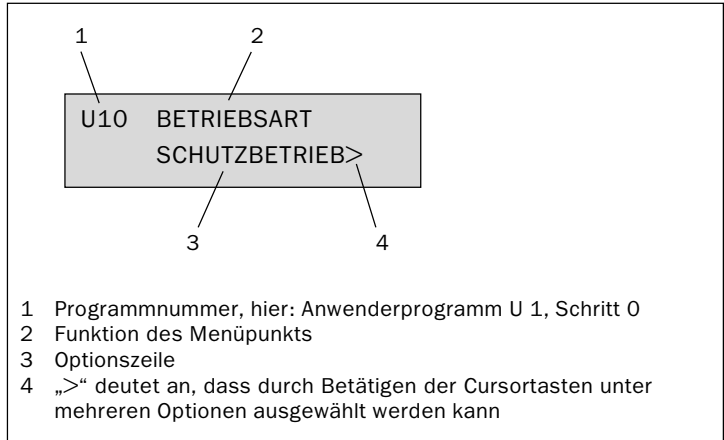 1 2
U10 BETRIEBSART
SCHUTZBETRIEB>
3 4
1 Programmnummer, hier: Anwenderprogramm U 1, Schritt 0
2 Funktion des Menüpunkts
3 Optionszeile
4 „>“ deutet an, dass durch Betätigen der Cursortasten unter
mehreren Optionen ausgewählt werden kann